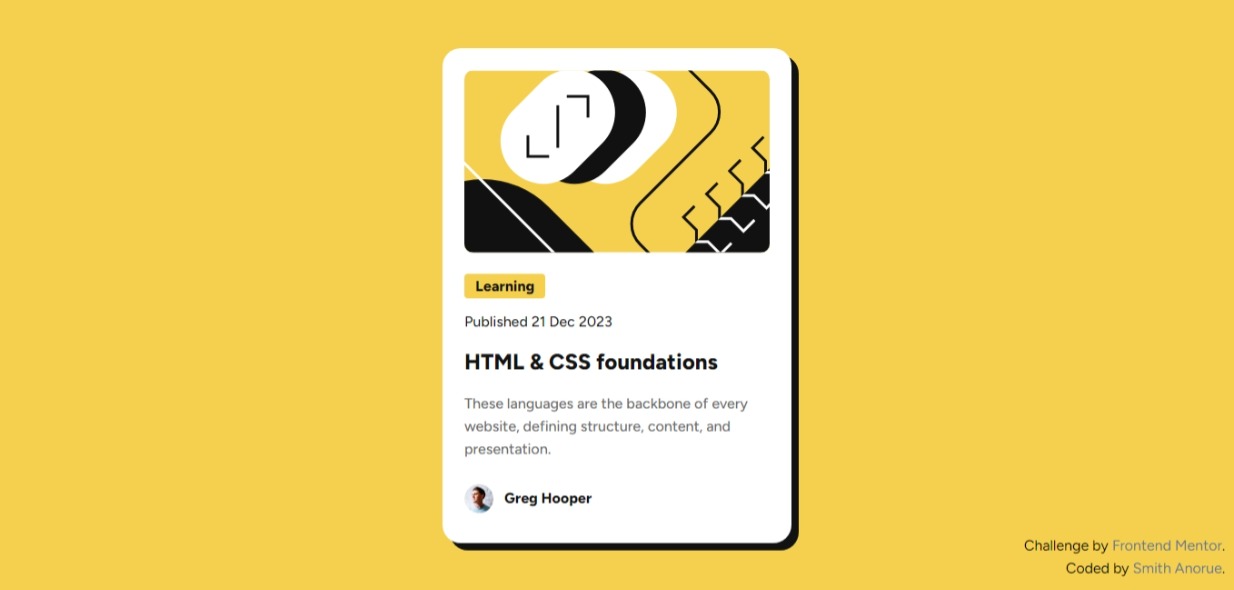 Learning
Published 21 Dec 2023
HTML & CSS foundations
These languages are the backbone of every
website, defining structure, content, and
presentation.
Greg Hooper
Challenge by Frontend Mentor.
Coded by Smith Anorue.